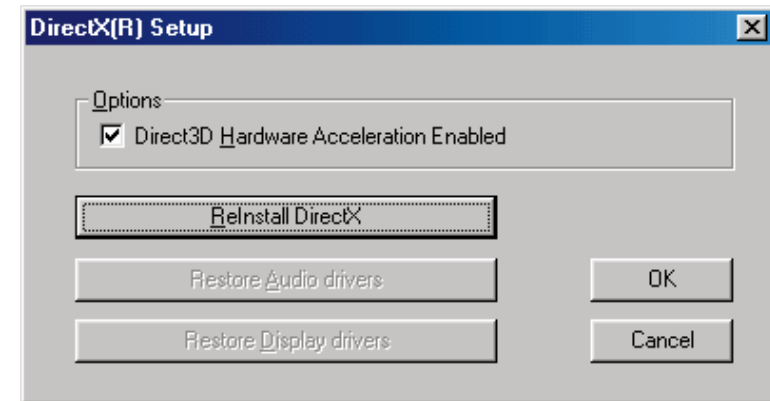 DirectX(R) Setup
Options
Direct3D Hardware Acceleration Enabled
ReInstall DirectX
Restore Audio drivers
OK
Restore Display drivers
Cancel